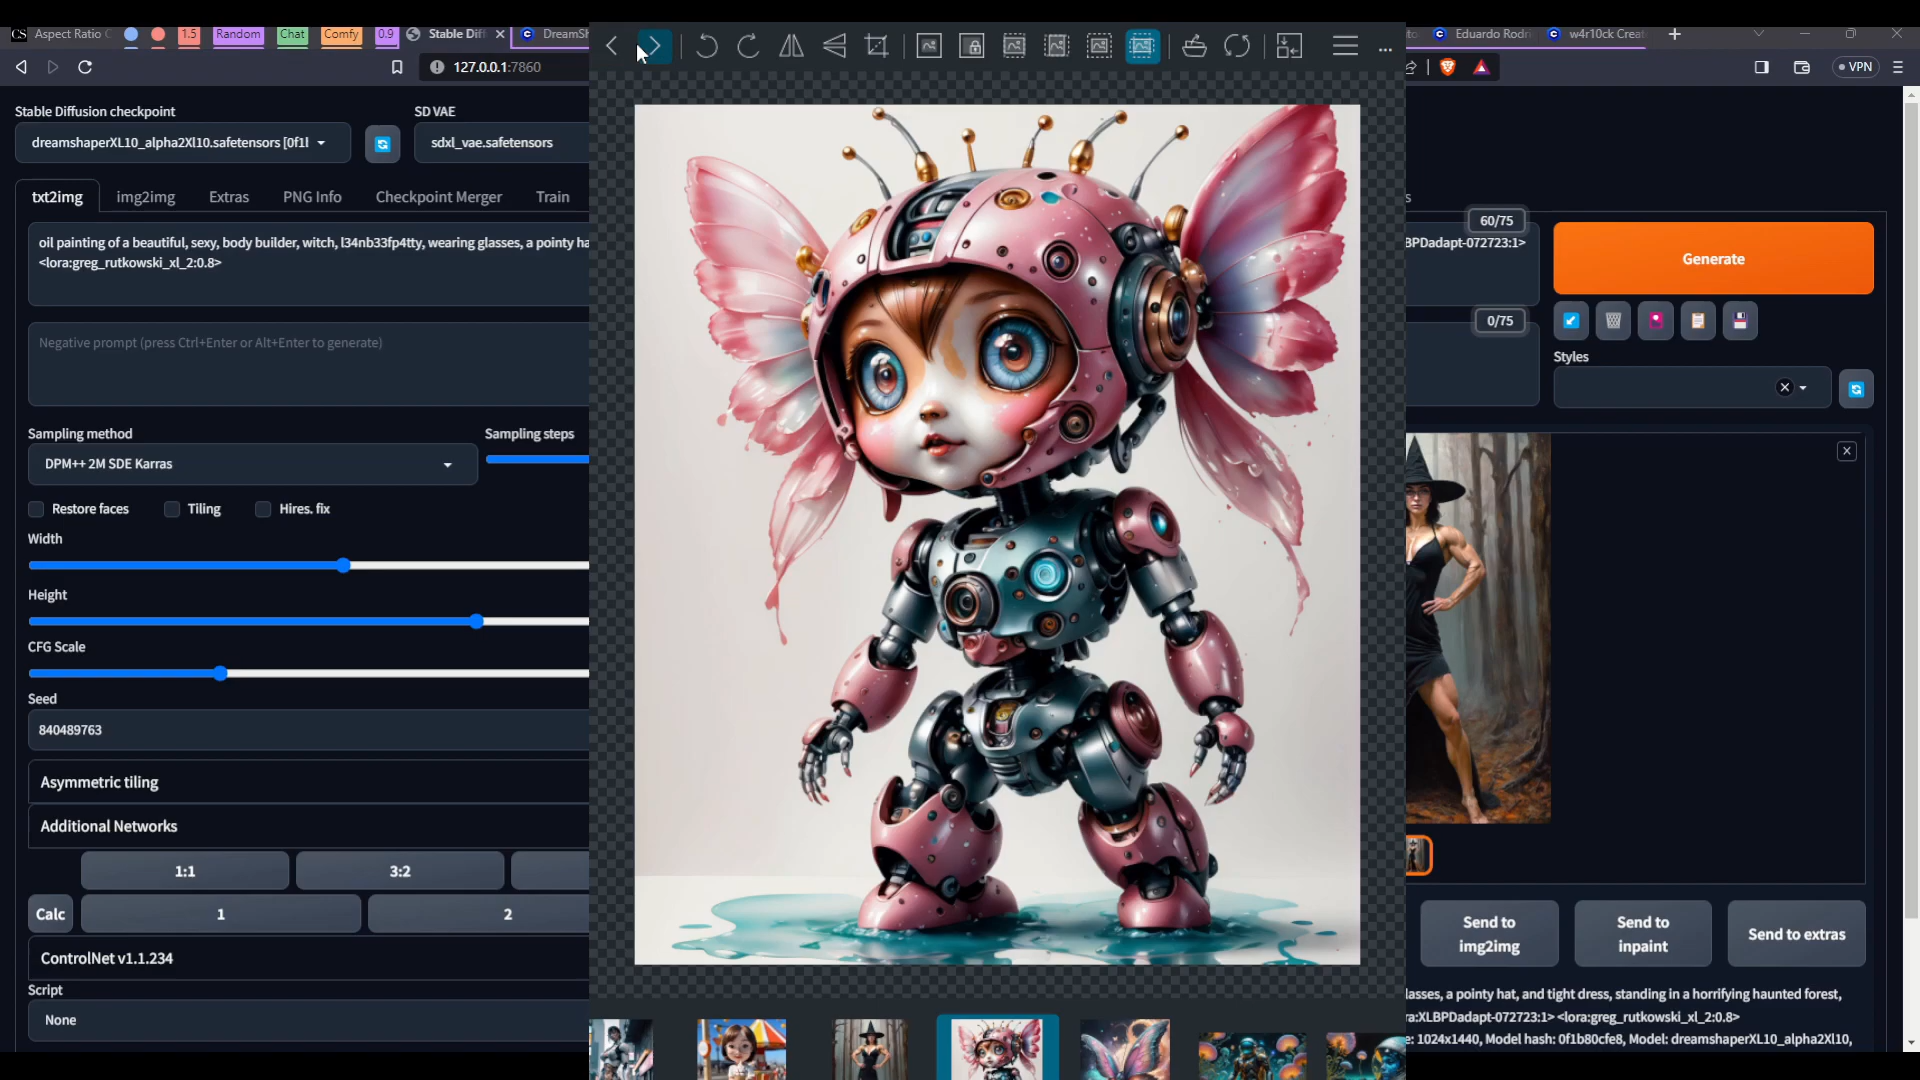 CS Aspect Ratio C
1.5
Random
Chat
Comfy
0.9
Stable Diff
DreamSh
Eduardo Rodri
w4r10ck Creat
127.0.0.1:7860
VPN
Stable Diffusion checkpoint
SD VAE
dreamshaperXL10_alpha2Xl10.safetensors [0f1l
sdxl_vae.safetensors
txt2img
img2img
Extras
PNG Info
Checkpoint Merger
Train
60/75
oil painting of a beautiful, sexy, body builder, witch, l34nb33fp4tty, wearing glasses, a pointy ha
BPDadapt-072723:1>
<lora:greg_rutkowski_xl_2:0.8>
Generate
0/75
Negative prompt (press Ctrl+Enter or Alt+Enter to generate)
Styles
Sampling method
Sampling steps
DPM++ 2M SDE Karras
Restore faces
Tiling
Hires. fix
Width
Height
CFG Scale
Seed
840489763
Asymmetric tiling
Additional Networks
1:1
3:2
Calc
1
2
ControlNet v1.1.234
Script
None
Send to
img2img
Send to
inpaint
Send to extras
lasses, a pointy hat, and tight dress, standing in a horrifying haunted forest,
ra:XLBPDadapt-072723:1> <lora:greg_rutkowski_xl_2:0.8>
e: 1024x1440, Model hash: 0f1b80cfe8, Model: dreamshaperXL10_alpha2Xl10,